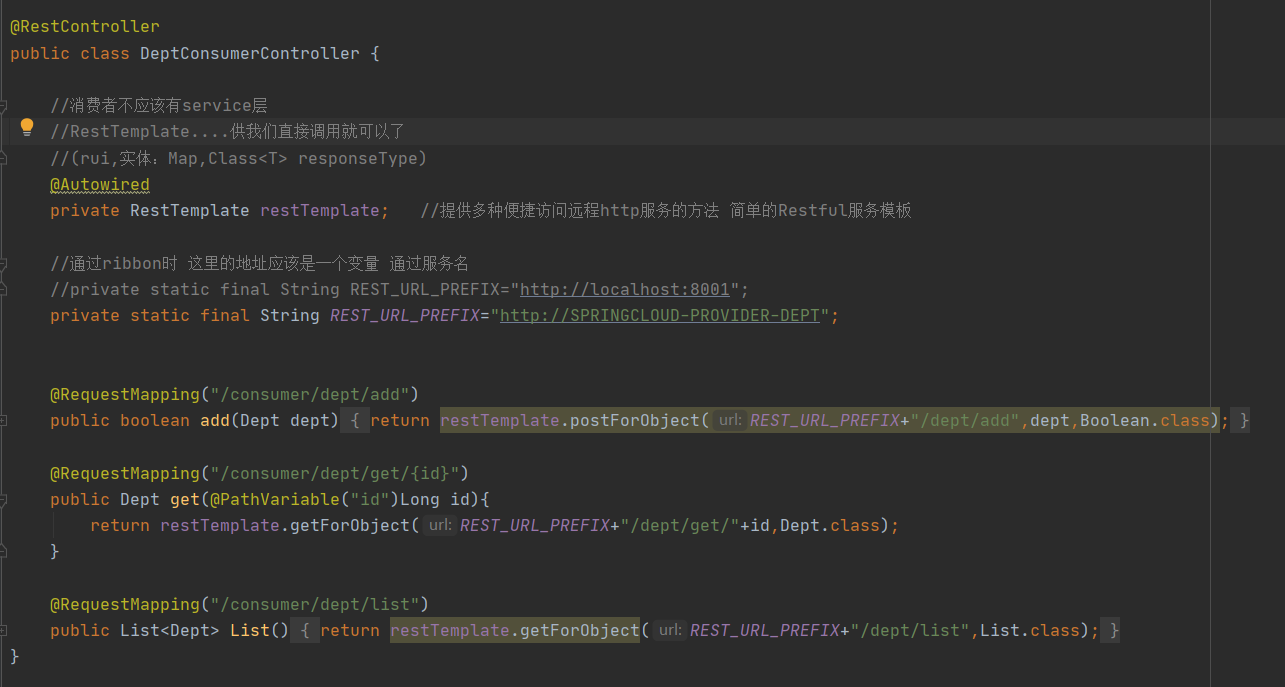 @RestController
public class DeptConsumerController {
//消费者不应该有service层
//RestTemplate....供我们直接调用就可以了
//(rui,实体：Map,Class<T> responseType)
@Autowired
private RestTemplate restTemplate;   //提供多种便捷访问远程http服务的方法 简单的Restful服务模板
//通过ribbon时 这里的地址应该是一个变量 通过服务名
//private static final String REST_URL_PREFIX="http://localhost:8001";
private static final String REST_URL_PREFIX="http://SPRINGCLOUD-PROVIDER-DEPT";
@RequestMapping("/consumer/dept/add")
public boolean add(Dept dept) { return restTemplate.postForObject( url: REST_URL_PREFIX+"/dept/add",dept,Boolean.class); }
@RequestMapping("/consumer/dept/get/{id}")
public Dept get(@PathVariable("id")Long id){
return restTemplate.getForObject( url: REST_URL_PREFIX+"/dept/get/"+id,Dept.class);
}
@RequestMapping("/consumer/dept/list")
public List<Dept> List() { return restTemplate.getForObject( url: REST_URL_PREFIX+"/dept/list",List.class); }
}